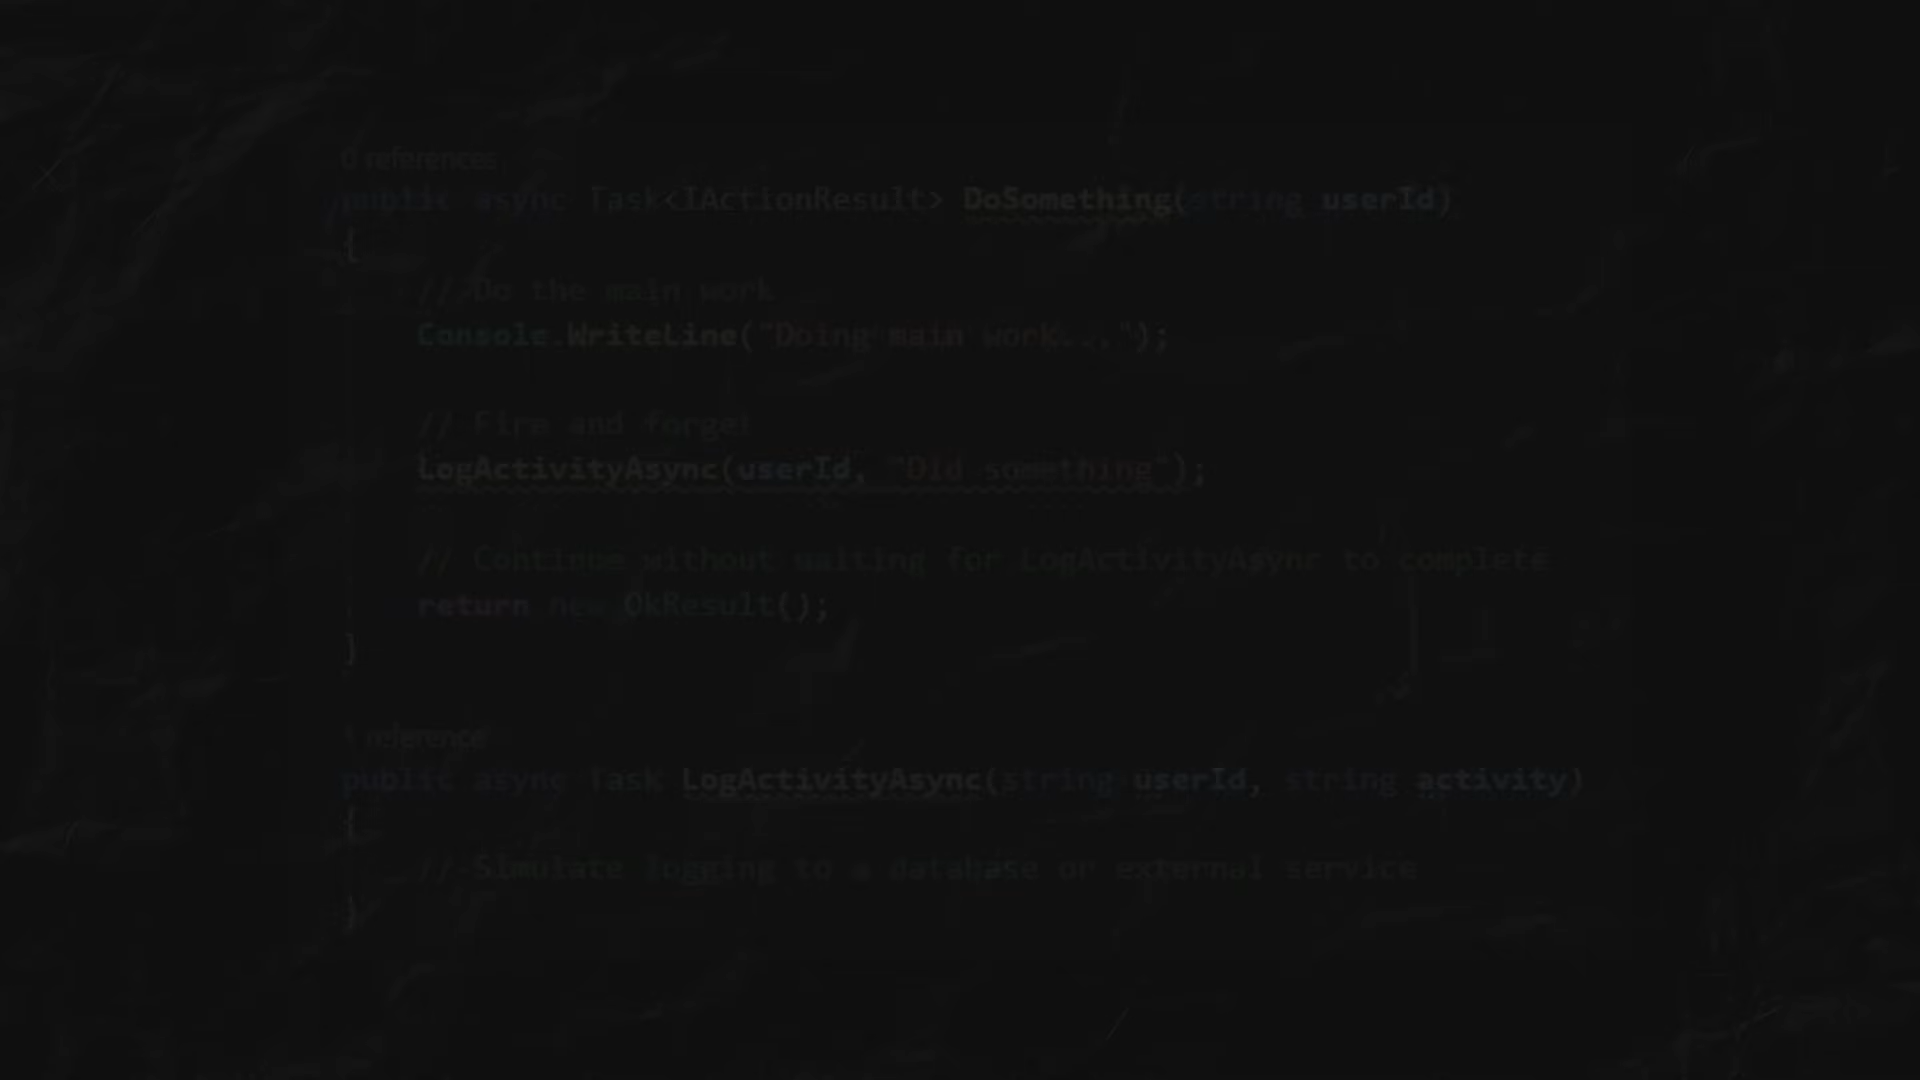 0 references
public async Task<IActionResult> DoSomething(string userId)
{
// Do the main work
Console.WriteLine("Doing main work...");
// Fire and forget
LogActivityAsync(userId, "Did something");
// Continue without waiting for LogActivityAsync to complete
return new OkResult();
}
1 reference
public async Task LogActivityAsync(string userId, string activity)
{
// Simulate logging to a database or external service
}